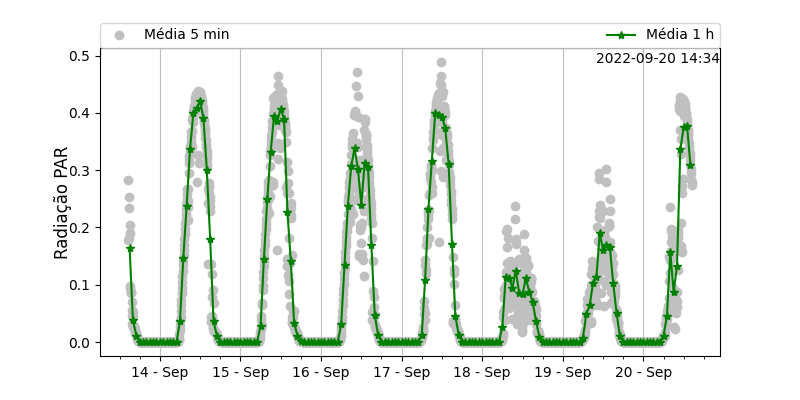 Média 5 min
Média 1 h
2022-09-20 14:34
Radiação PAR
0.5
0.4
0.3
0.2
0.1
0.0
14 - Sep
15 - Sep
16 - Sep
17 - Sep
18 - Sep
19 - Sep
20 - Sep